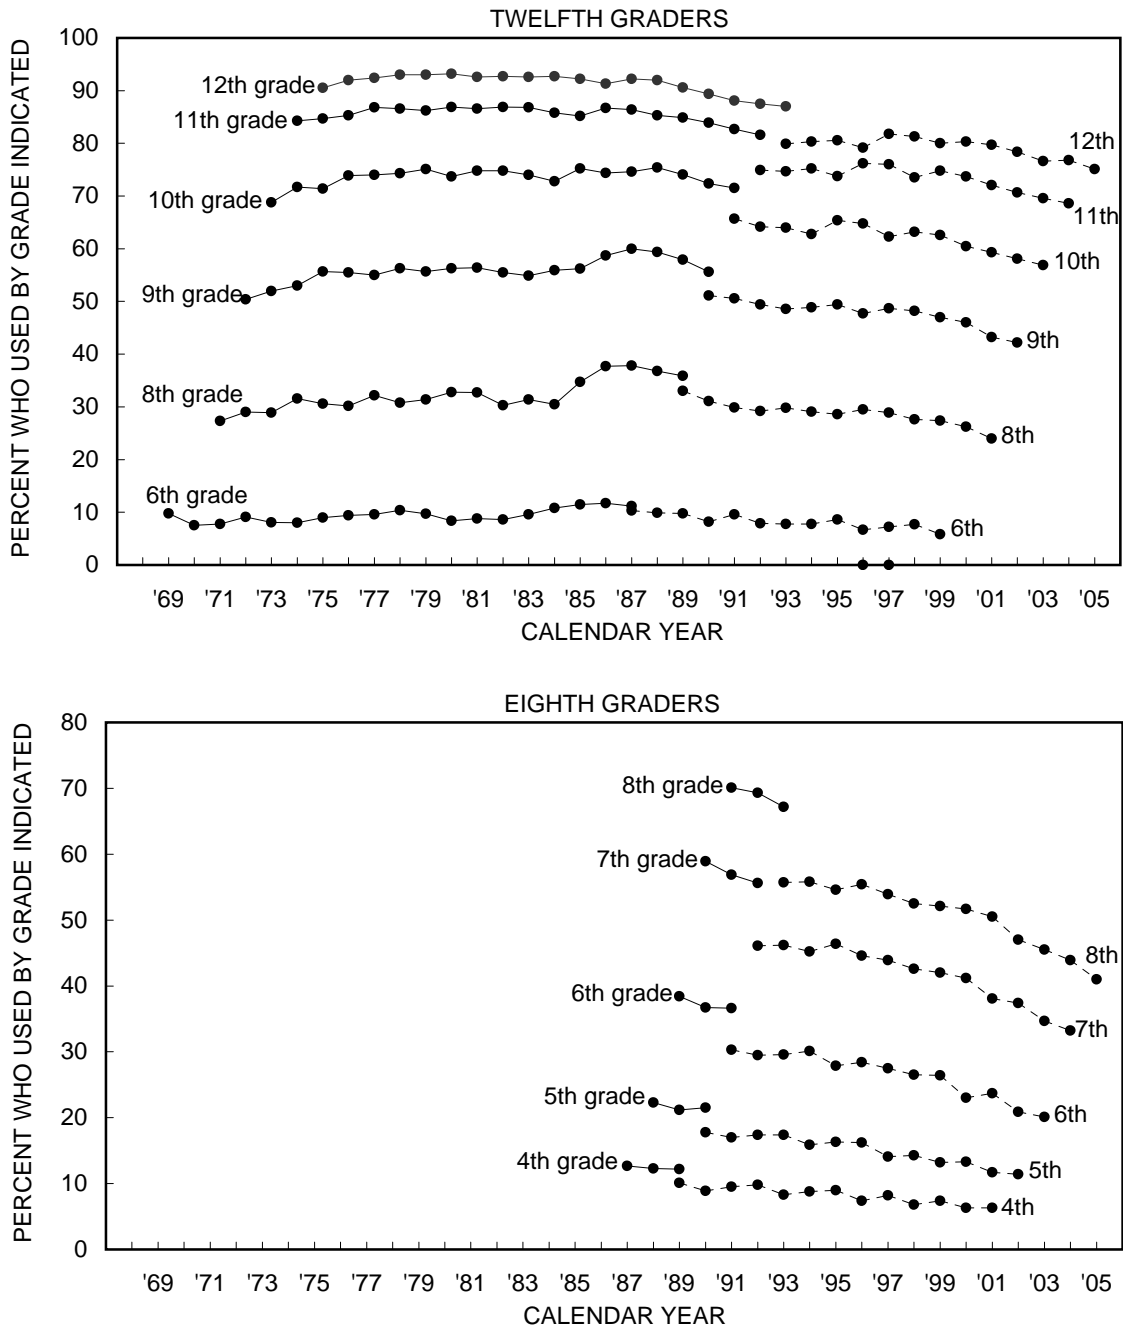 TWELFTH GRADERS
PERCENT WHO USED BY GRADE INDICATED
100
90
80
70
60
50
40
30
20
10
0
12th grade
11th grade
10th grade
9th grade
8th grade
6th grade
12th
11th
10th
9th
8th
6th
'69 '71 '73 '75 '77 '79 '81 '83 '85 '87 '89 '91 '93 '95 '97 '99 '01 '03 '05
CALENDAR YEAR
EIGHTH GRADERS
PERCENT WHO USED BY GRADE INDICATED
80
70
60
50
40
30
20
10
0
8th grade
7th grade
6th grade
5th grade
4th grade
8th
7th
6th
5th
4th
'69 '71 '73 '75 '77 '79 '81 '83 '85 '87 '89 '91 '93 '95 '97 '99 '01 '03 '05
CALENDAR YEAR